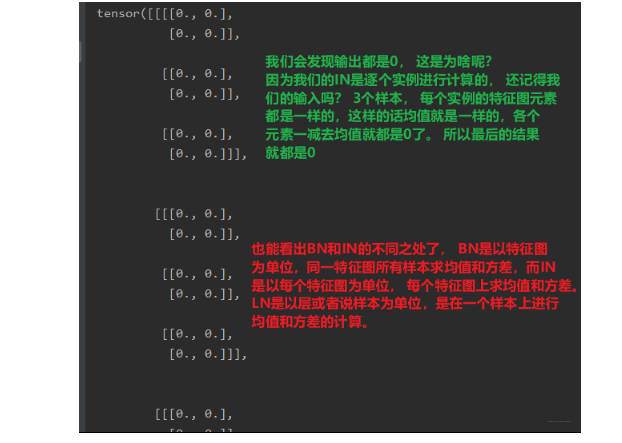 tensor([[[[0., 0.],
[0., 0.]],
我们会发现输出都是0， 这是为啥呢？
因为我们的IN是逐个实例进行计算的， 还记得我
们的输入吗？ 3个样本， 每个实例的特征图元素
都是一样的，这样的话均值就是一样的，各个
元素一减去均值就都是0了。 所以最后的结果
就都是0
[[0., 0.],
[0., 0.]],
[[0., 0.],
[0., 0.]]],
[[[0., 0.],
[0., 0.]],
也能看出BN和IN的不同之处了， BN是以特征图
为单位，同一特征图所有样本求均值和方差，而IN
是以每个特征图为单位， 每个特征图上求均值和方差。
LN是以层或者说样本为单位，是在一个样本上进行
均值和方差的计算。
[[0., 0.],
[0., 0.]],
[[0., 0.],
[0., 0.]]],
[[[0., 0.],